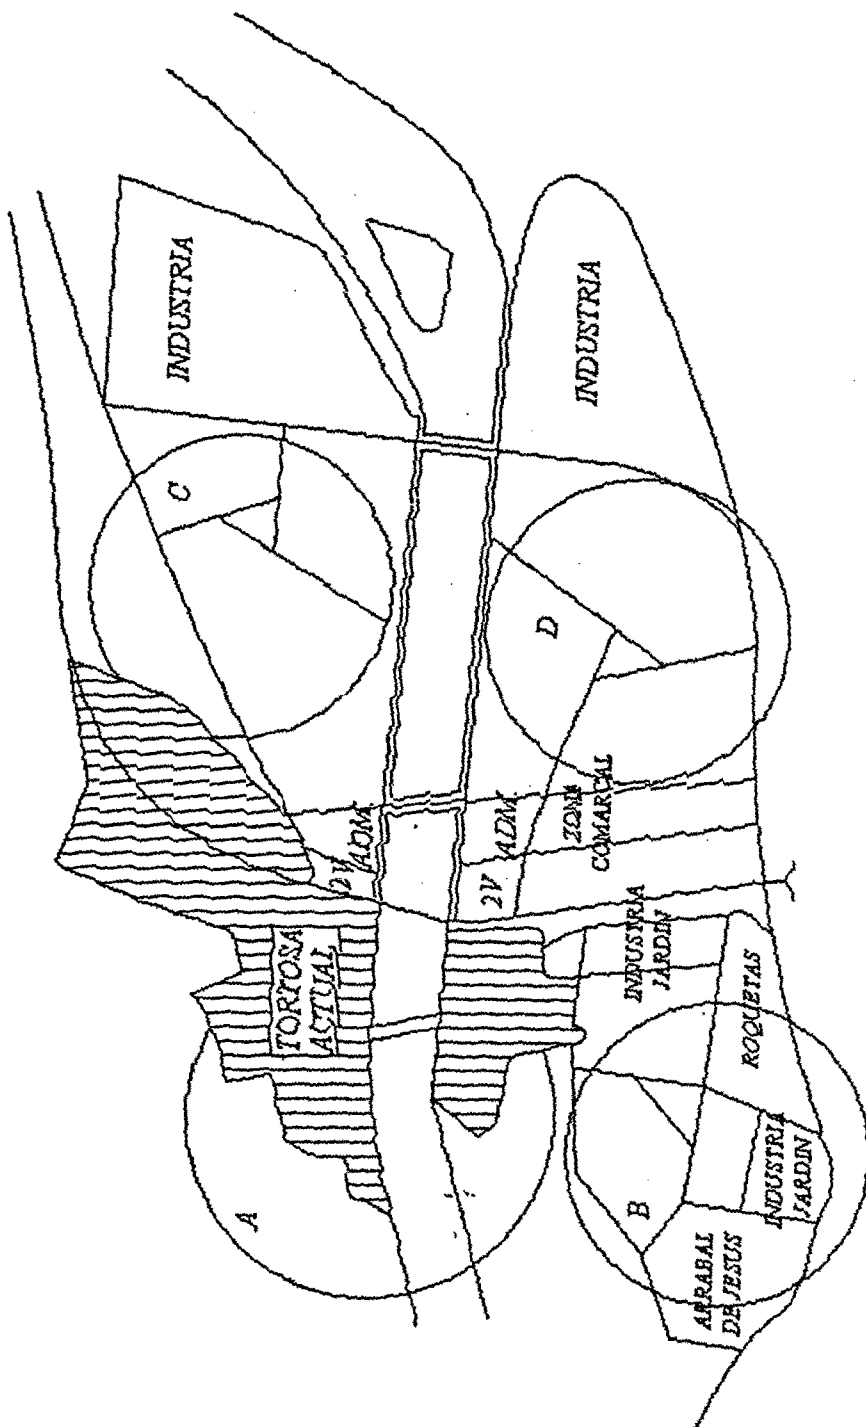 INDUSTRIA
C
INDUSTRIA
D
2V
ADM
2V
ADM
ZONA
COMARCAL
TORTOSA
ACTUAL
INDUSTRIA
JARDIN
A
ROQUETAS
B
INDUSTRIA
JARDIN
ARRABAL
DE JESUS